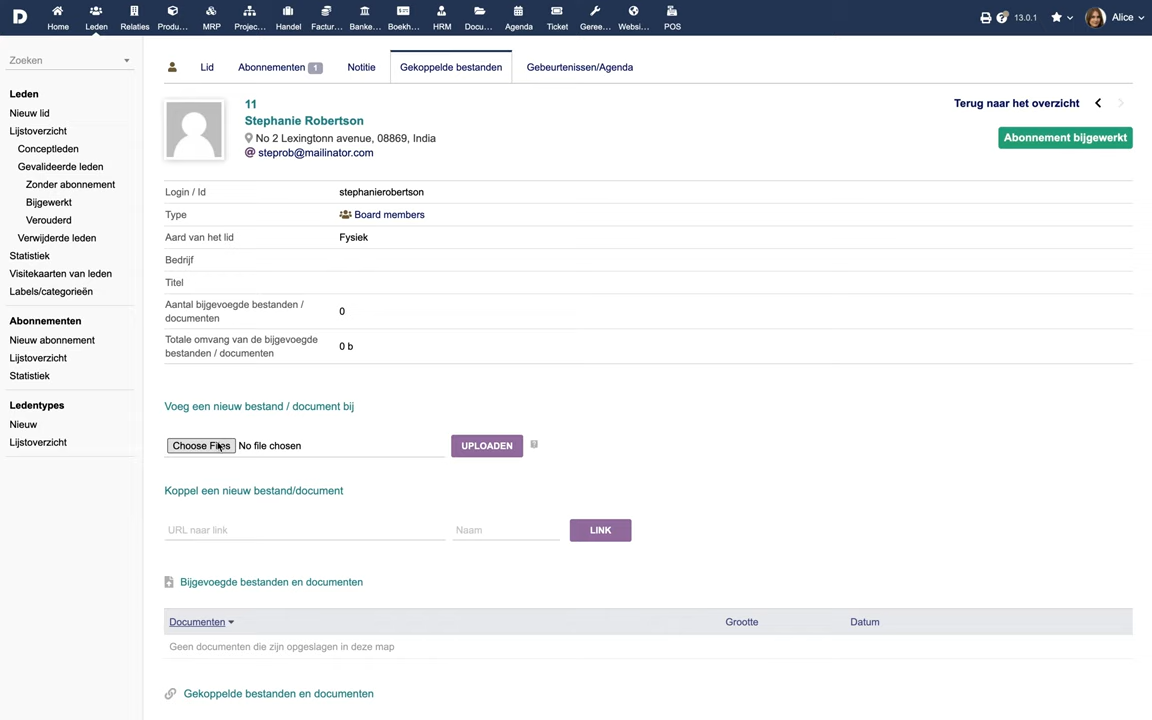 D
Home
Leden
Relaties
Produ...
MRP
Projec...
Handel
Factur...
Banke...
Boekh...
HRM
Docu...
Agenda
Ticket
Geree...
Websi...
POS
13.0.1
Alice
Zoeken
Leden
Nieuw lid
Lijstoverzicht
Conceptleden
Gevalideerde leden
Zonder abonnement
Bijgewerkt
Verouderd
Verwijderde leden
Statistiek
Visitekaarten van leden
Labels/categorieën
Abonnementen
Nieuw abonnement
Lijstoverzicht
Statistiek
Ledentypes
Nieuw
Lijstoverzicht
Lid
Abonnementen 1
Notitie
Gekoppelde bestanden
Gebeurtenissen/Agenda
11
Stephanie Robertson
No 2 Lexingtonn avenue, 08869, India
@ steprob@mailinator.com
Terug naar het overzicht
Abonnement bijgewerkt
Login / Id stephanierobertson
Type Board members
Aard van het lid Fysiek
Bedrijf
Titel
Aantal bijgevoegde bestanden /
documenten
0
Totale omvang van de bijgevoegde
bestanden / documenten
0 b
Voeg een nieuw bestand / document bij
Choose Files No file chosen
UPLOADEN
?
Koppel een nieuw bestand/document
URL naar link
Naam
LINK
Bijgevoegde bestanden en documenten
Documenten Grootte Datum
Geen documenten die zijn opgeslagen in deze map
Gekoppelde bestanden en documenten